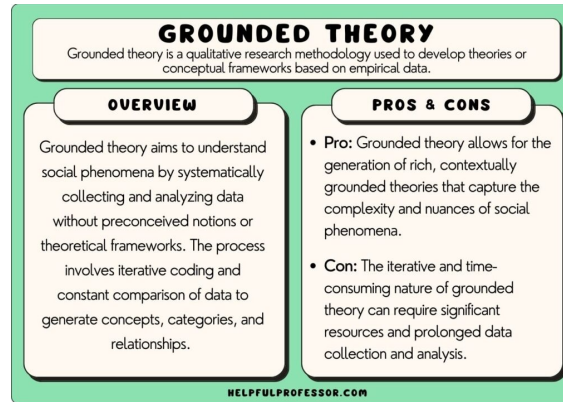 GROUNDED THEORY
Grounded theory is a qualitative research methodology used to develop theories or
conceptual frameworks based on empirical data.
OVERVIEW
Grounded theory aims to understand
social phenomena by systematically
collecting and analyzing data
without preconceived notions or
theoretical frameworks. The process
involves iterative coding and
constant comparison of data to
generate concepts, categories, and
relationships.
PROS & CONS
• Pro: Grounded theory allows for the
generation of rich, contextually
grounded theories that capture the
complexity and nuances of social
phenomena.
• Con: The iterative and time-
consuming nature of grounded
theory can require significant
resources and prolonged data
collection and analysis.
HELPFULPROFESSOR.COM